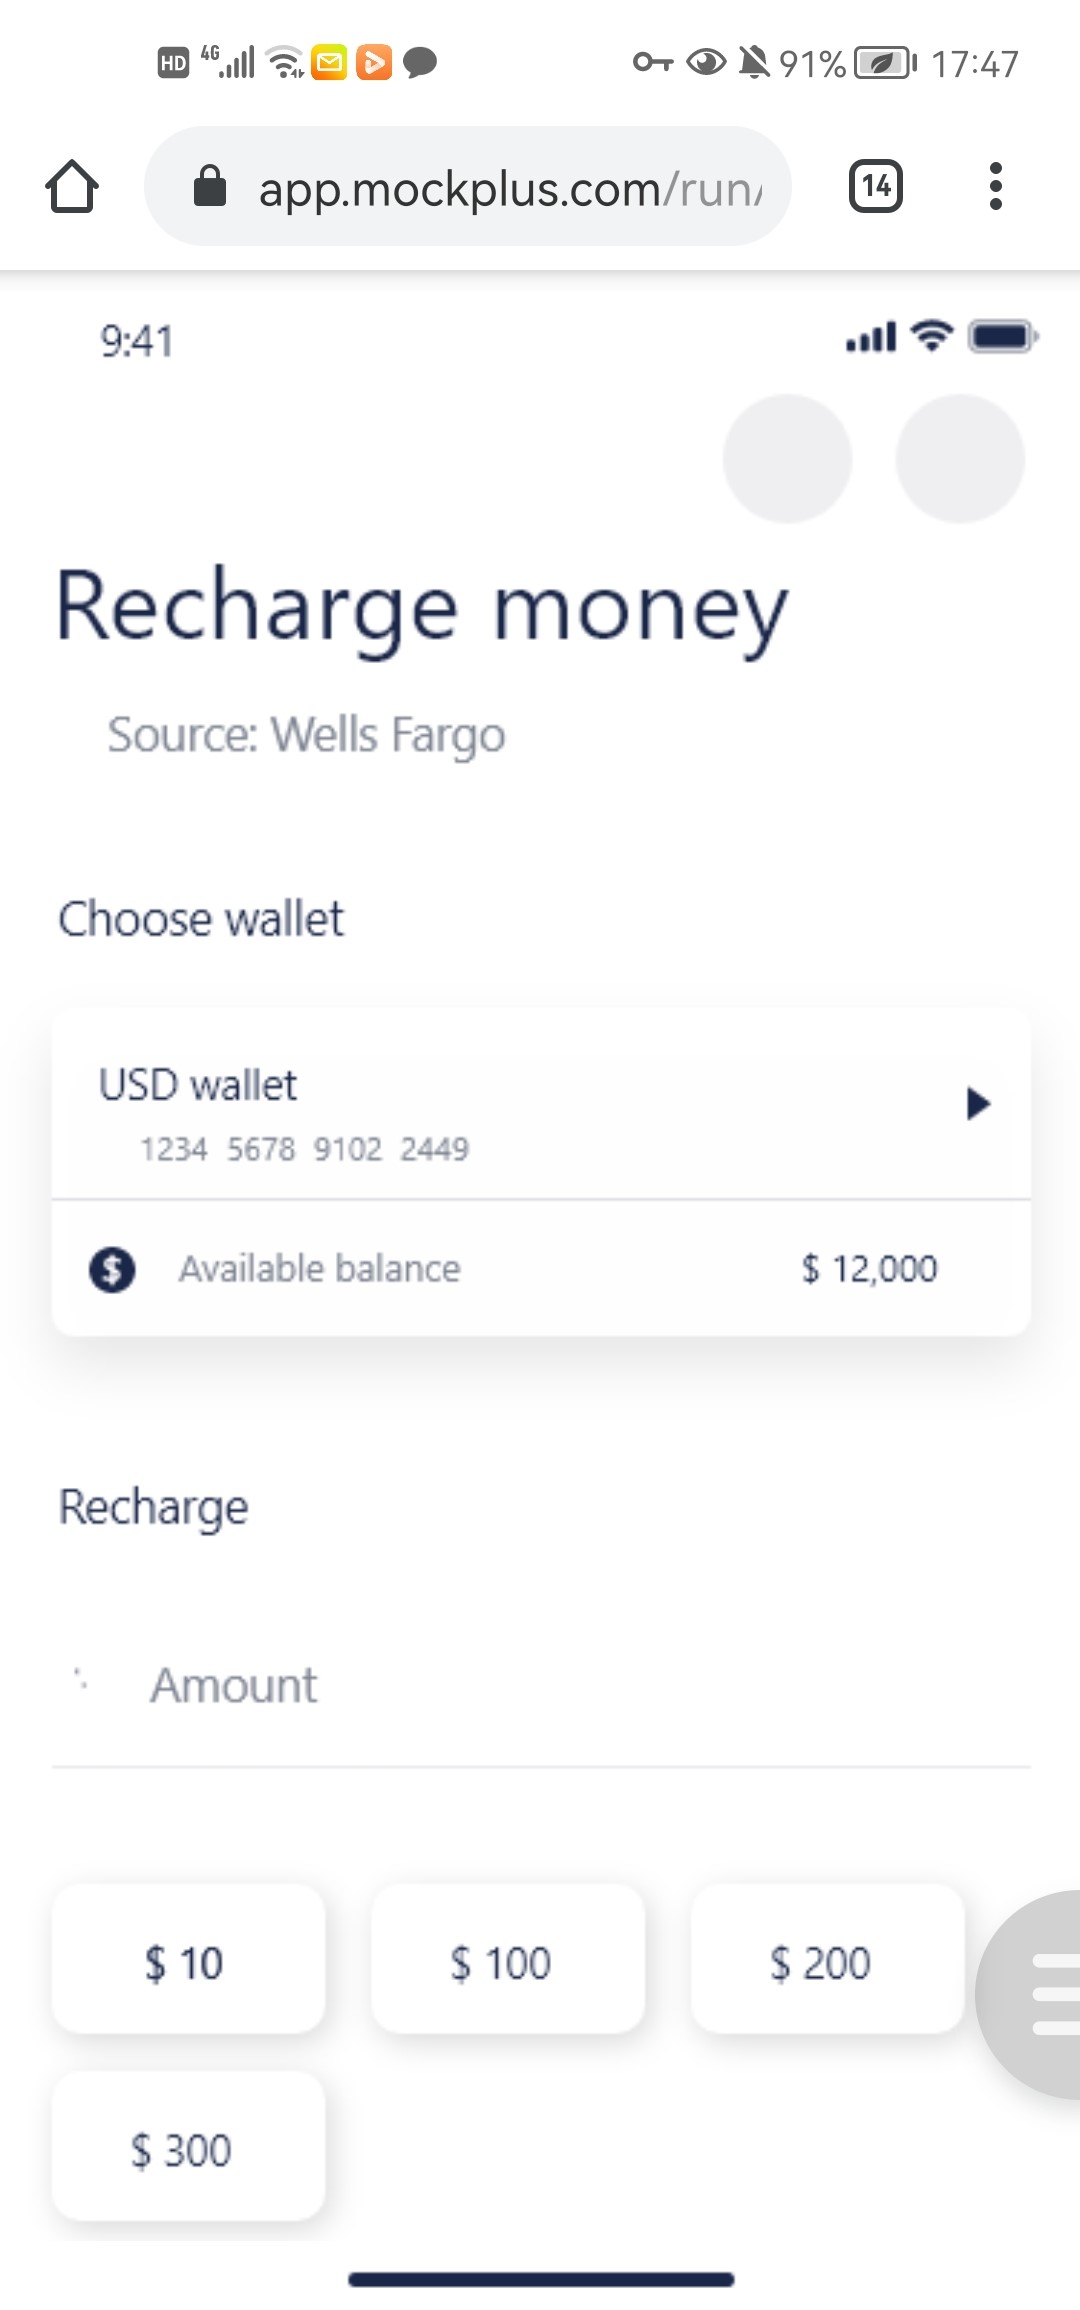 HD 4G 91% 17:47
app.mockplus.com/run/ 14
9:41
Recharge money
Source: Wells Fargo
Choose wallet
USD wallet
1234 5678 9102 2449
$ Available balance $ 12,000
Recharge
Amount
$ 10 $ 100 $ 200
$ 300